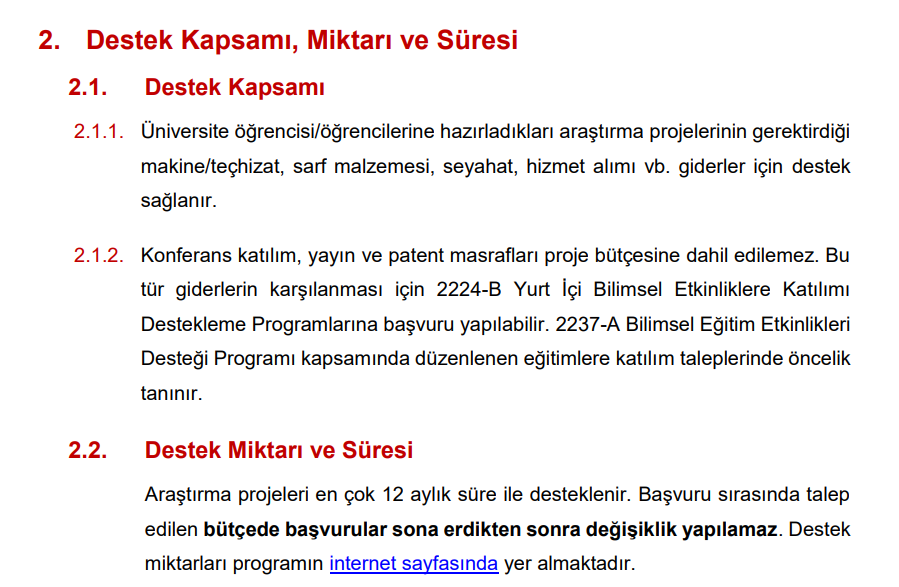 2. Destek Kapsamı, Miktarı ve Süresi
2.1. Destek Kapsamı
2.1.1. Üniversite öğrencisi/öğrencilerine hazırladıkları araştırma projelerinin gerektirdiği
makine/teçhizat, sarf malzemesi, seyahat, hizmet alımı vb. giderler için destek
sağlanır.
2.1.2. Konferans katılım, yayın ve patent masrafları proje bütçesine dahil edilemez. Bu
tür giderlerin karşılanması için 2224-B Yurt İçi Bilimsel Etkinliklere Katılımı
Destekleme Programlarına başvuru yapılabilir. 2237-A Bilimsel Eğitim Etkinlikleri
Desteği Programı kapsamında düzenlenen eğitimlere katılım taleplerinde öncelik
tanınır.
2.2. Destek Miktarı ve Süresi
Araştırma projeleri en çok 12 aylık süre ile desteklenir. Başvuru sırasında talep
edilen bütçede başvurular sona erdikten sonra değişiklik yapılamaz. Destek
miktarları programın internet sayfasında yer almaktadır.